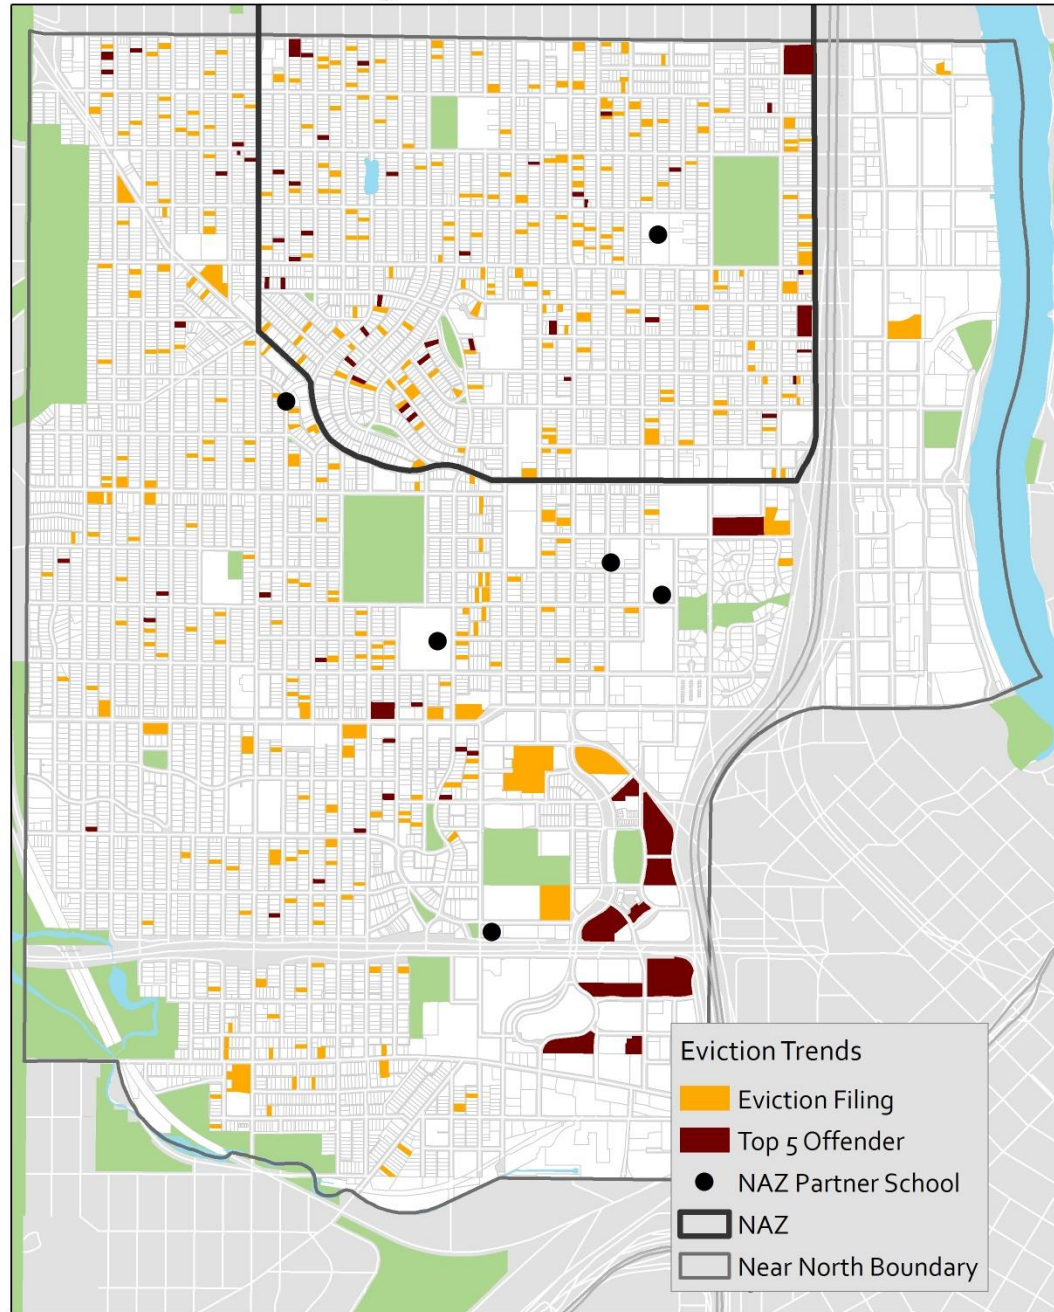 Eviction Trends
Eviction Filing
Top 5 Offender
NAZ Partner School
NAZ
Near North Boundary